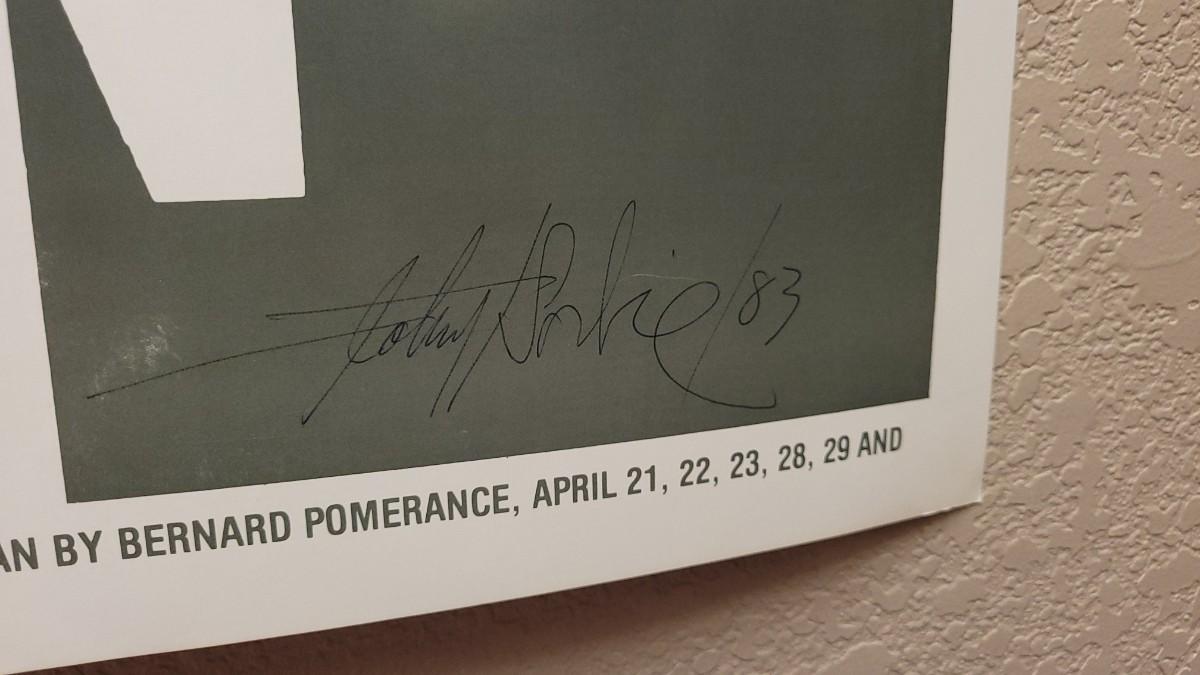 /83
AN BY BERNARD POMERANCE, APRIL 21, 22, 23, 28, 29 AND